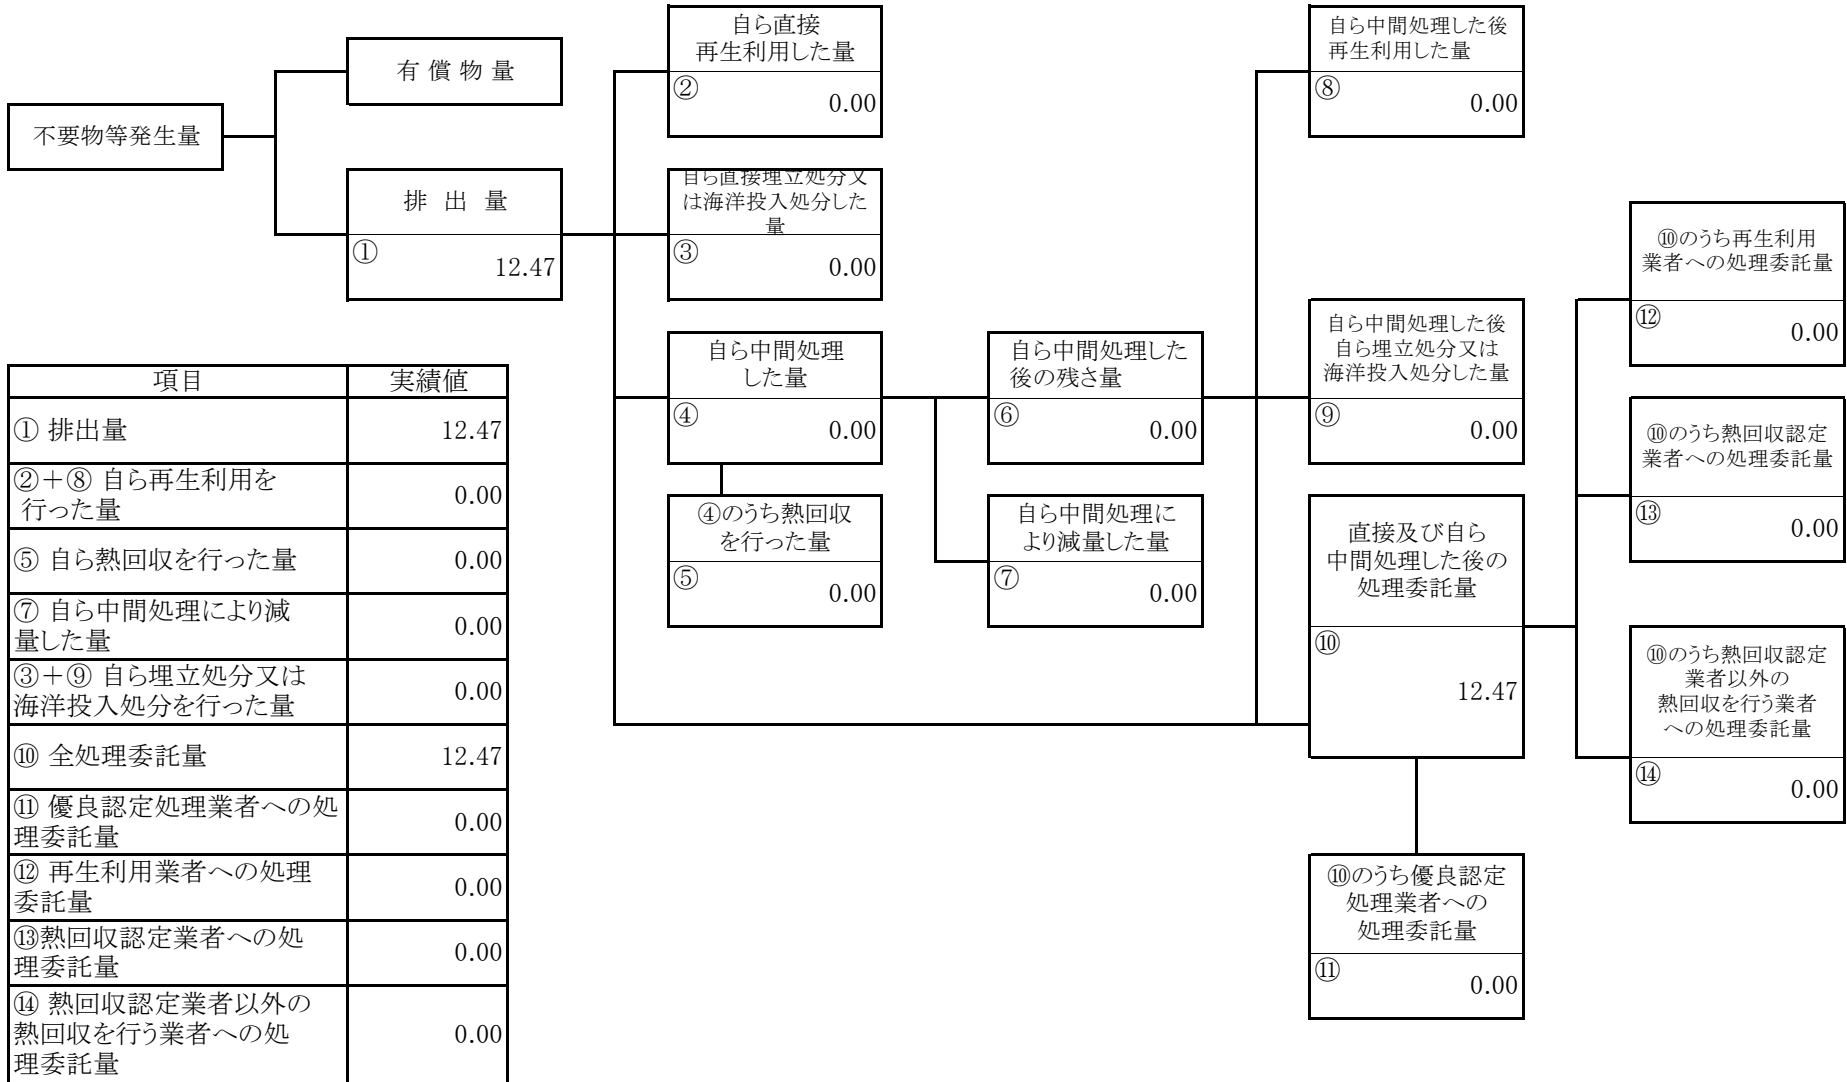 不要物等発生量
有 償 物 量
排 出 量
①
12.47
自ら直接
再生利用した量
②
0.00
自ら直接埋立処分又
は海洋投入処分した
量
③
0.00
自ら中間処理
した量
④
0.00
④のうち熱回収
を行った量
⑤
0.00
自ら中間処理した
後の残さ量
⑥
0.00
自ら中間処理に
より減量した量
⑦
0.00
自ら中間処理した後
再生利用した量
⑧
0.00
自ら中間処理した後
自ら埋立処分又は
海洋投入処分した量
⑨
0.00
直接及び自ら
中間処理した後の
処理委託量
⑩
12.47
⑩のうち優良認定
処理業者への
処理委託量
⑪
0.00
⑩のうち再生利用
業者への処理委託量
⑫
0.00
⑩のうち熱回収認定
業者への処理委託量
⑬
0.00
⑩のうち熱回収認定
業者以外の
熱回収を行う業者
への処理委託量
⑭
0.00
項目 実績値
① 排出量 12.47
②＋⑧ 自ら再生利用を
行った量 0.00
⑤ 自ら熱回収を行った量 0.00
⑦ 自ら中間処理により減
量した量 0.00
③＋⑨ 自ら埋立処分又は
海洋投入処分を行った量 0.00
⑩ 全処理委託量 12.47
⑪ 優良認定処理業者への処
理委託量 0.00
⑫ 再生利用業者への処理
委託量 0.00
⑬熱回収認定業者への処
理委託量 0.00
⑭ 熱回収認定業者以外の
熱回収を行う業者への処
理委託量 0.00